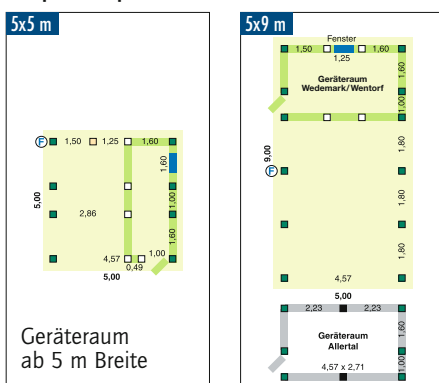 5x5 m
F
1,50
1,25
1,60
1,60
5,00
2,86
1,00
1,60
4,57
1,00
0,49
5,00
Geräteraum
ab 5 m Breite
5x9 m
Fenster
1,50
1,60
1,25
Geräteraum
Wedemark/Wentorf
1,60
1,00
9,00
1,80
F
1,80
1,80
4,57
5,00
2,23
2,23
Geräteraum
Allertal
1,60
4,57 x 2,71
1,00